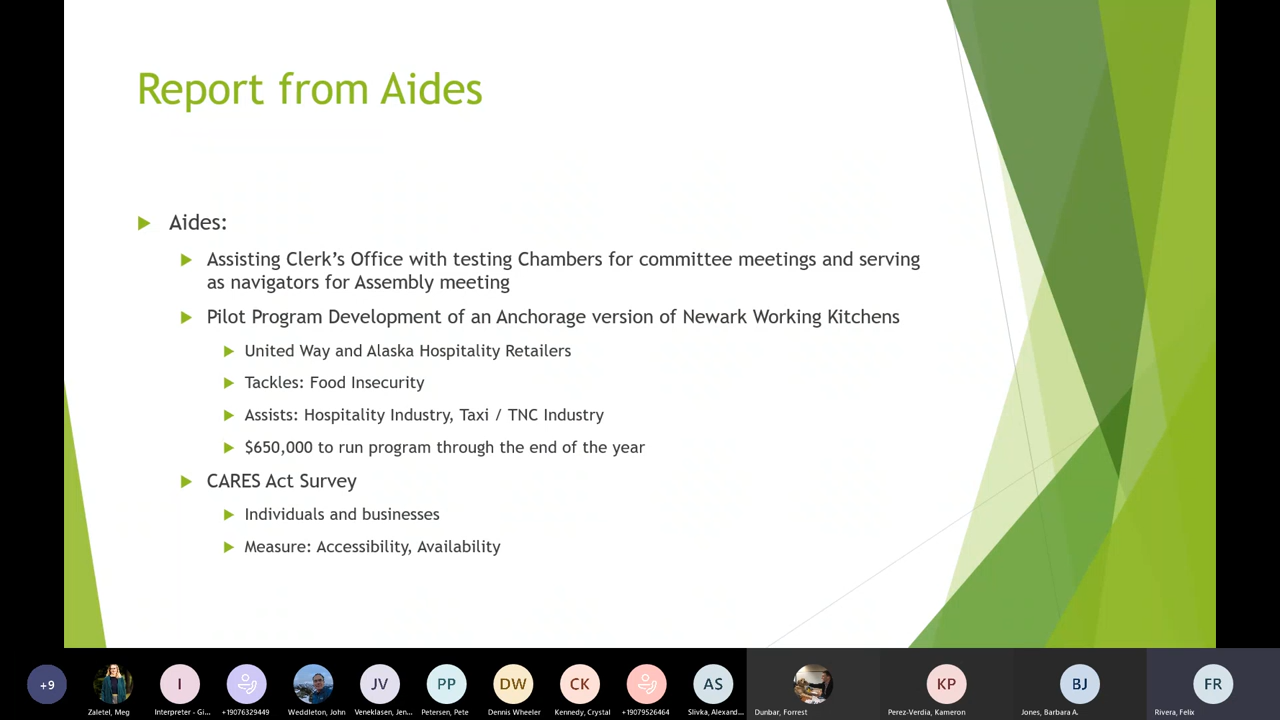 Report from Aides
Aides:
Assisting Clerk's Office with testing Chambers for committee meetings and serving
as navigators for Assembly meeting
Pilot Program Development of an Anchorage version of Newark Working Kitchens
United Way and Alaska Hospitality Retailers
Tackles: Food Insecurity
Assists: Hospitality Industry, Taxi / TNC Industry
$650,000 to run program through the end of the year
CARES Act Survey
Individuals and businesses
Measure: Accessibility, Availability
+9 I JV PP DW CK AS KP BJ FR
Zaletel, Meg Interpreter - Gi... +19076329449 Weddleton, John Veneklasen, Jen... Petersen, Pete Dennis Wheeler Kennedy, Crystal +19079526464 Slivka, Alexand... Dunbar, Forrest Perez-Verdia, Kameron Jones, Barbara A. Rivera, Felix